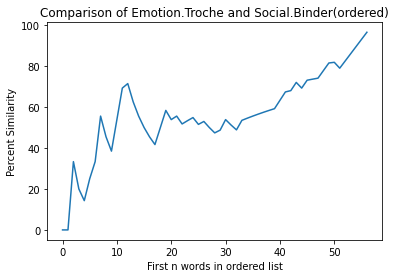 Comparison of Emotion.Troche and Social.Binder(ordered)
100
80
60
40
20
0
Percent Similarity
0 10 20 30 40 50
First n words in ordered list